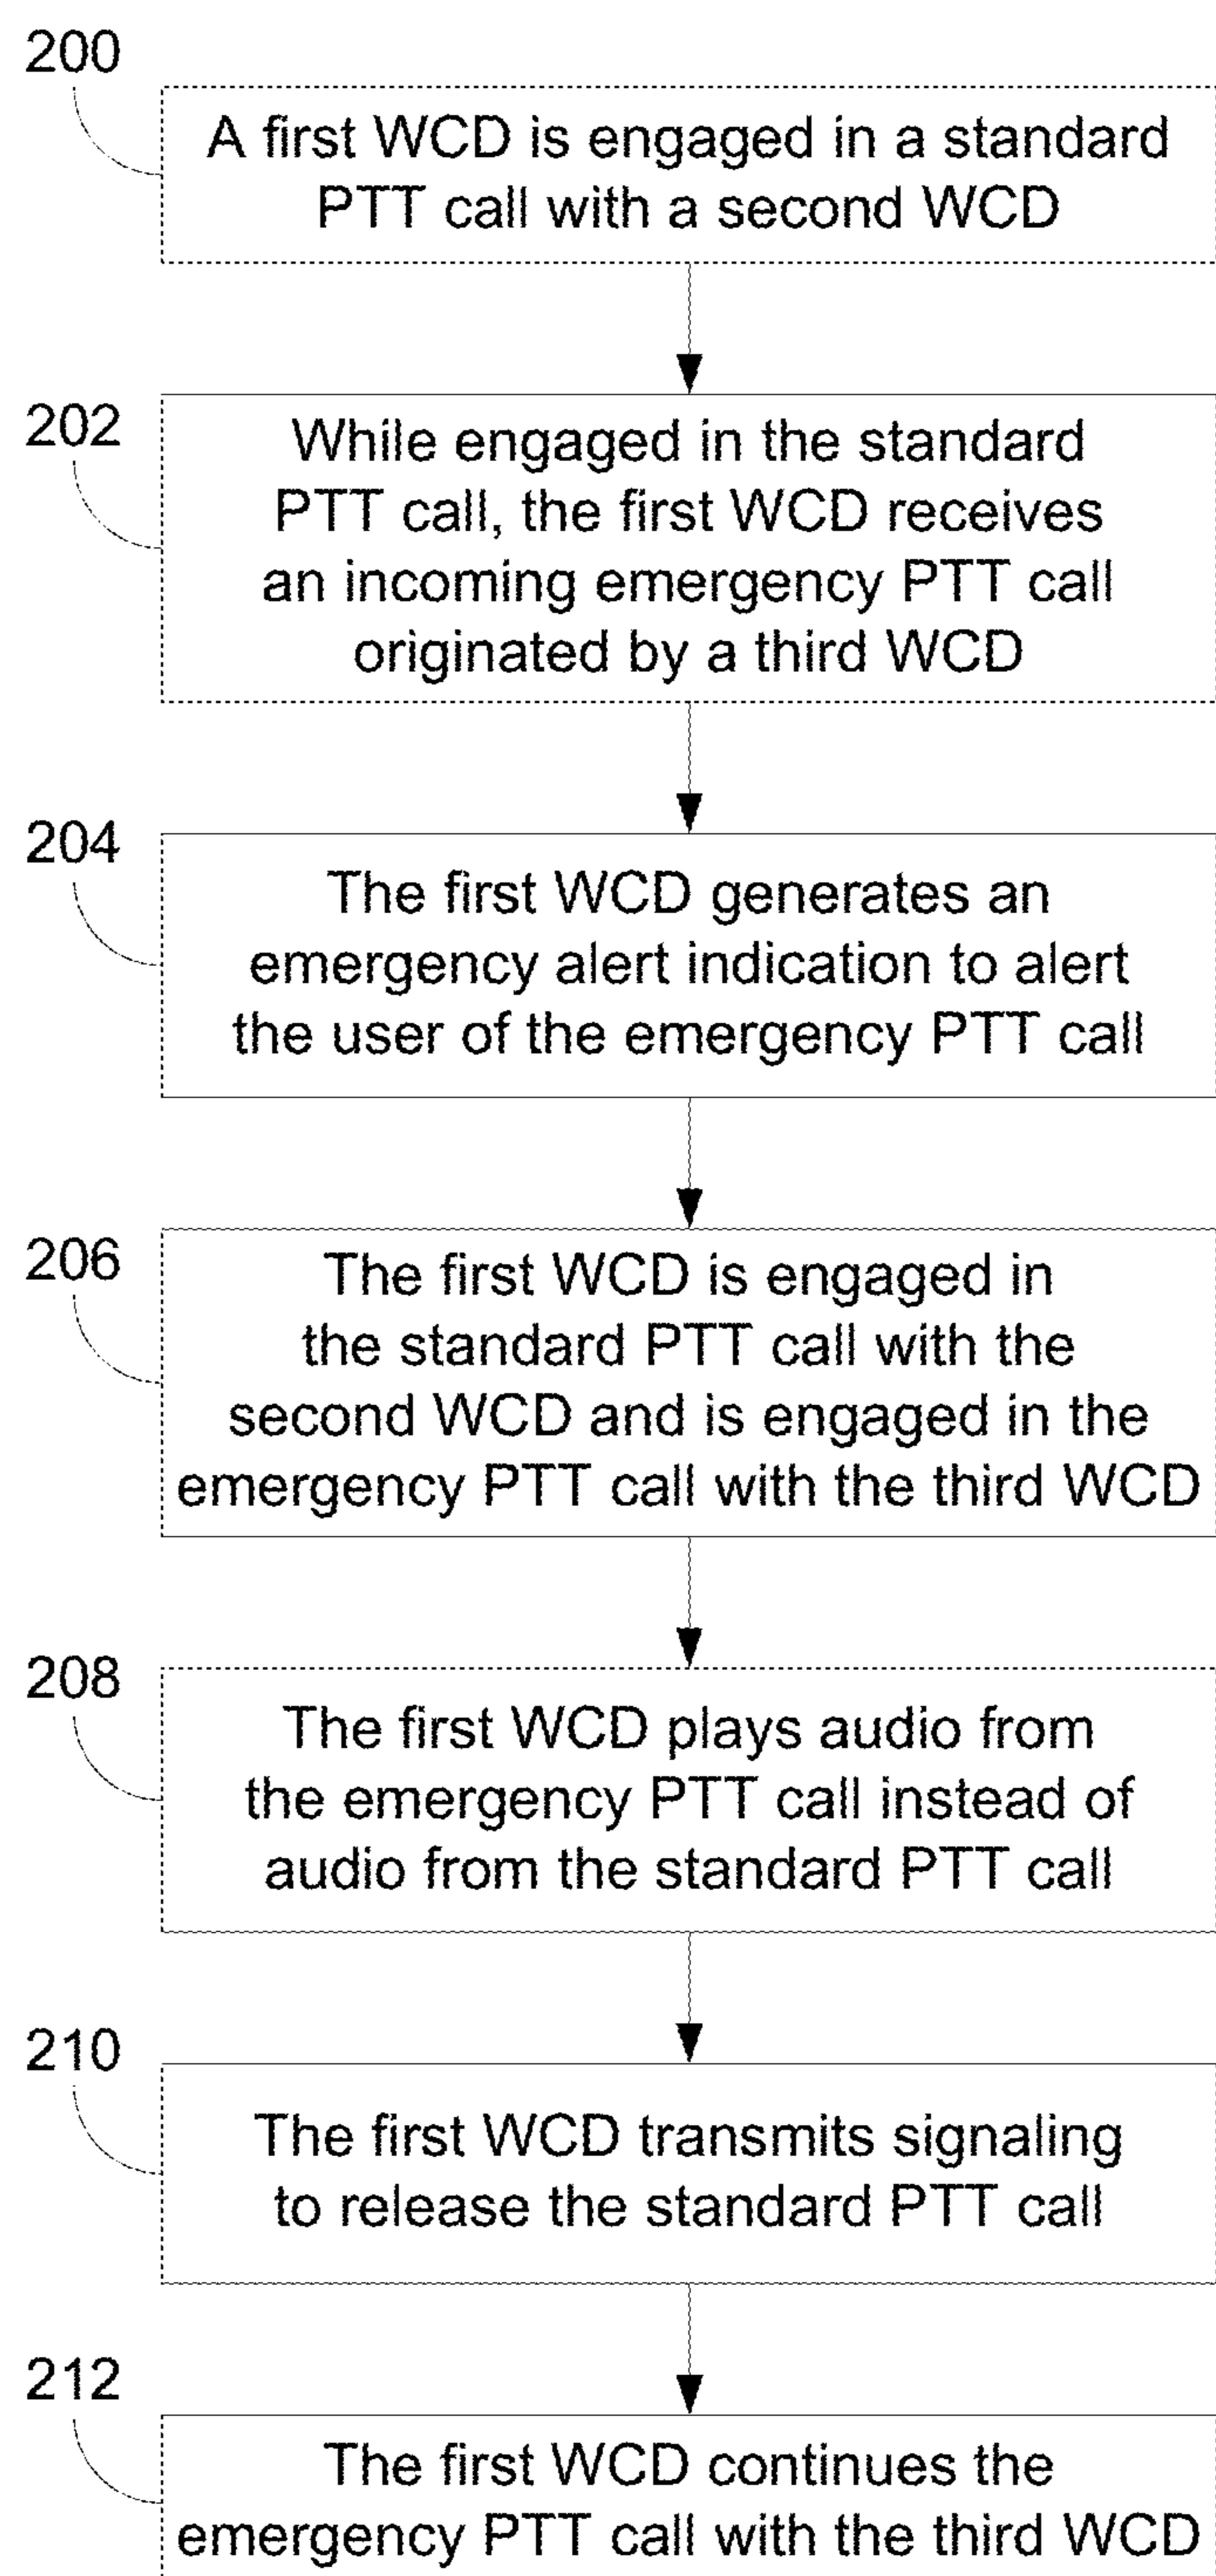 200
A first WCD is engaged in a standard
PTT call with a second WCD
202
While engaged in the standard
PTT call, the first WCD receives
an incoming emergency PTT call
originated by a third WCD
204
The first WCD generates an
emergency alert indication to alert
the user of the emergency PTT call
206
The first WCD is engaged in
the standard PTT call with the
second WCD and is engaged in the
emergency PTT call with the third WCD
208
The first WCD plays audio from
the emergency PTT call instead of
audio from the standard PTT call
210
The first WCD transmits signaling
to release the standard PTT call
212
The first WCD continues the
emergency PTT call with the third WCD